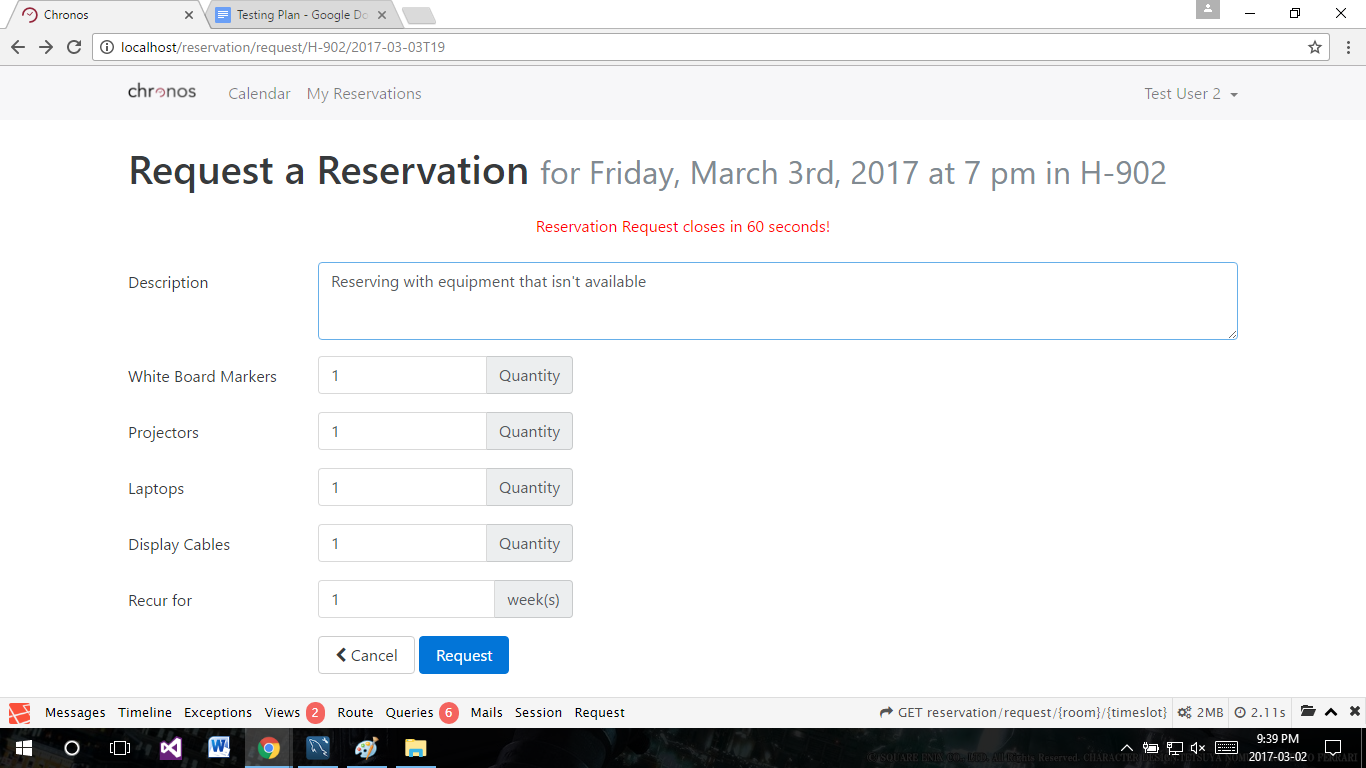 Chronos
Testing Plan - Google Do
localhost/reservation/request/H-902/2017-03-03T19
chronos Calendar My Reservations Test User 2
Request a Reservation for Friday, March 3rd, 2017 at 7 pm in H-902
Reservation Request closes in 60 seconds!
Description Reserving with equipment that isn't available
White Board Markers 1 Quantity
Projectors 1 Quantity
Laptops 1 Quantity
Display Cables 1 Quantity
Recur for 1 week(s)
Cancel Request
Messages Timeline Exceptions Views 2 Route Queries 6 Mails Session Request GET reservation/request/{room}/{timeslot} 2MB 2.11s
9:39 PM
2017-03-02